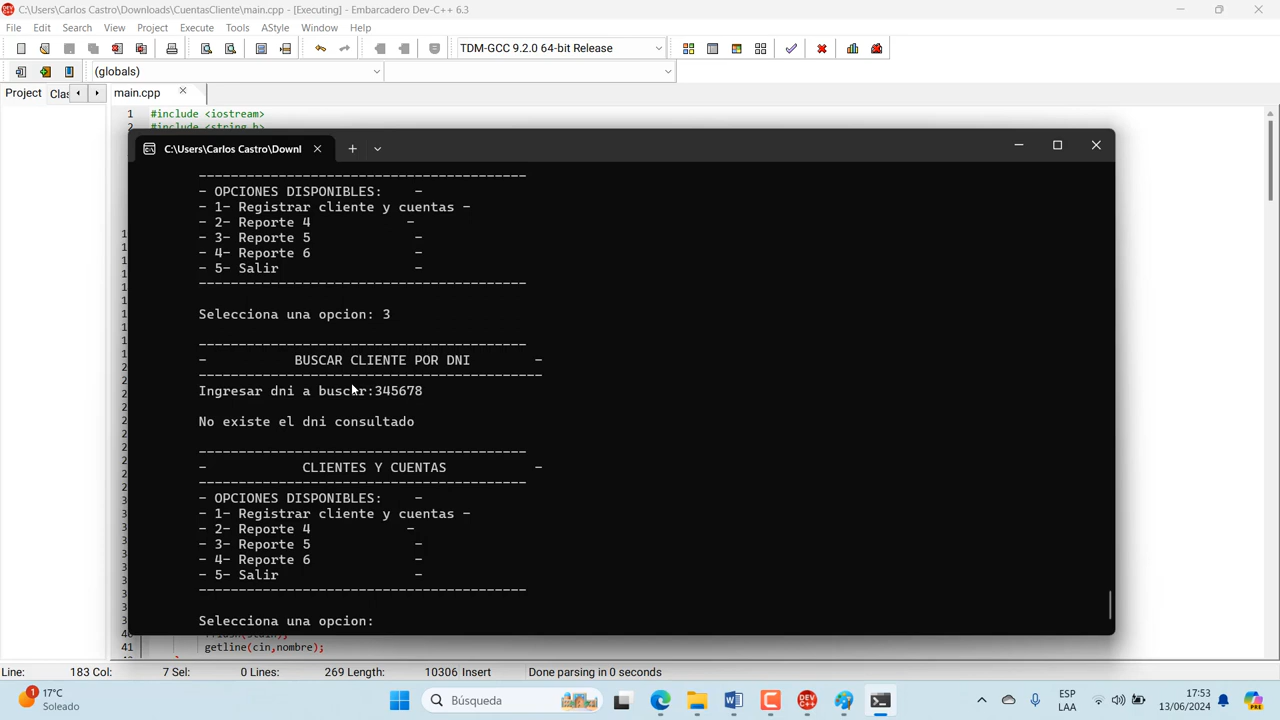 C:\Users\Carlos Castro\Downloads\CuentasCliente\main.cpp - [Executing] - Embarcadero Dev-C++ 6.3
File Edit Search View Project Execute Tools AStyle Window Help
TDM-GCC 9.2.0 64-bit Release
(globals)
Project Clas main.cpp
1 #include <iostream>
2 #include <string.h>
C:\Users\Carlos Castro\Downl
----------------------------------------
- OPCIONES DISPONIBLES: -
- 1- Registrar cliente y cuentas -
- 2- Reporte 4 -
- 3- Reporte 5 -
- 4- Reporte 6 -
- 5- Salir -
----------------------------------------
Selecciona una opcion: 3
----------------------------------------
- BUSCAR CLIENTE POR DNI -
------------------------------------------
Ingresar dni a buscar:345678
No existe el dni consultado
----------------------------------------
- CLIENTES Y CUENTAS -
----------------------------------------
- OPCIONES DISPONIBLES: -
- 1- Registrar cliente y cuentas -
- 2- Reporte 4 -
- 3- Reporte 5 -
- 4- Reporte 6 -
- 5- Salir -
----------------------------------------
Selecciona una opcion:
41 getline(cin,nombre);
Line: 183 Col: 7 Sel: 0 Lines: 269 Length: 10306 Insert Done parsing in 0 seconds
17°C
Soleado
Búsqueda
ESP
LAA
17:53
13/06/2024